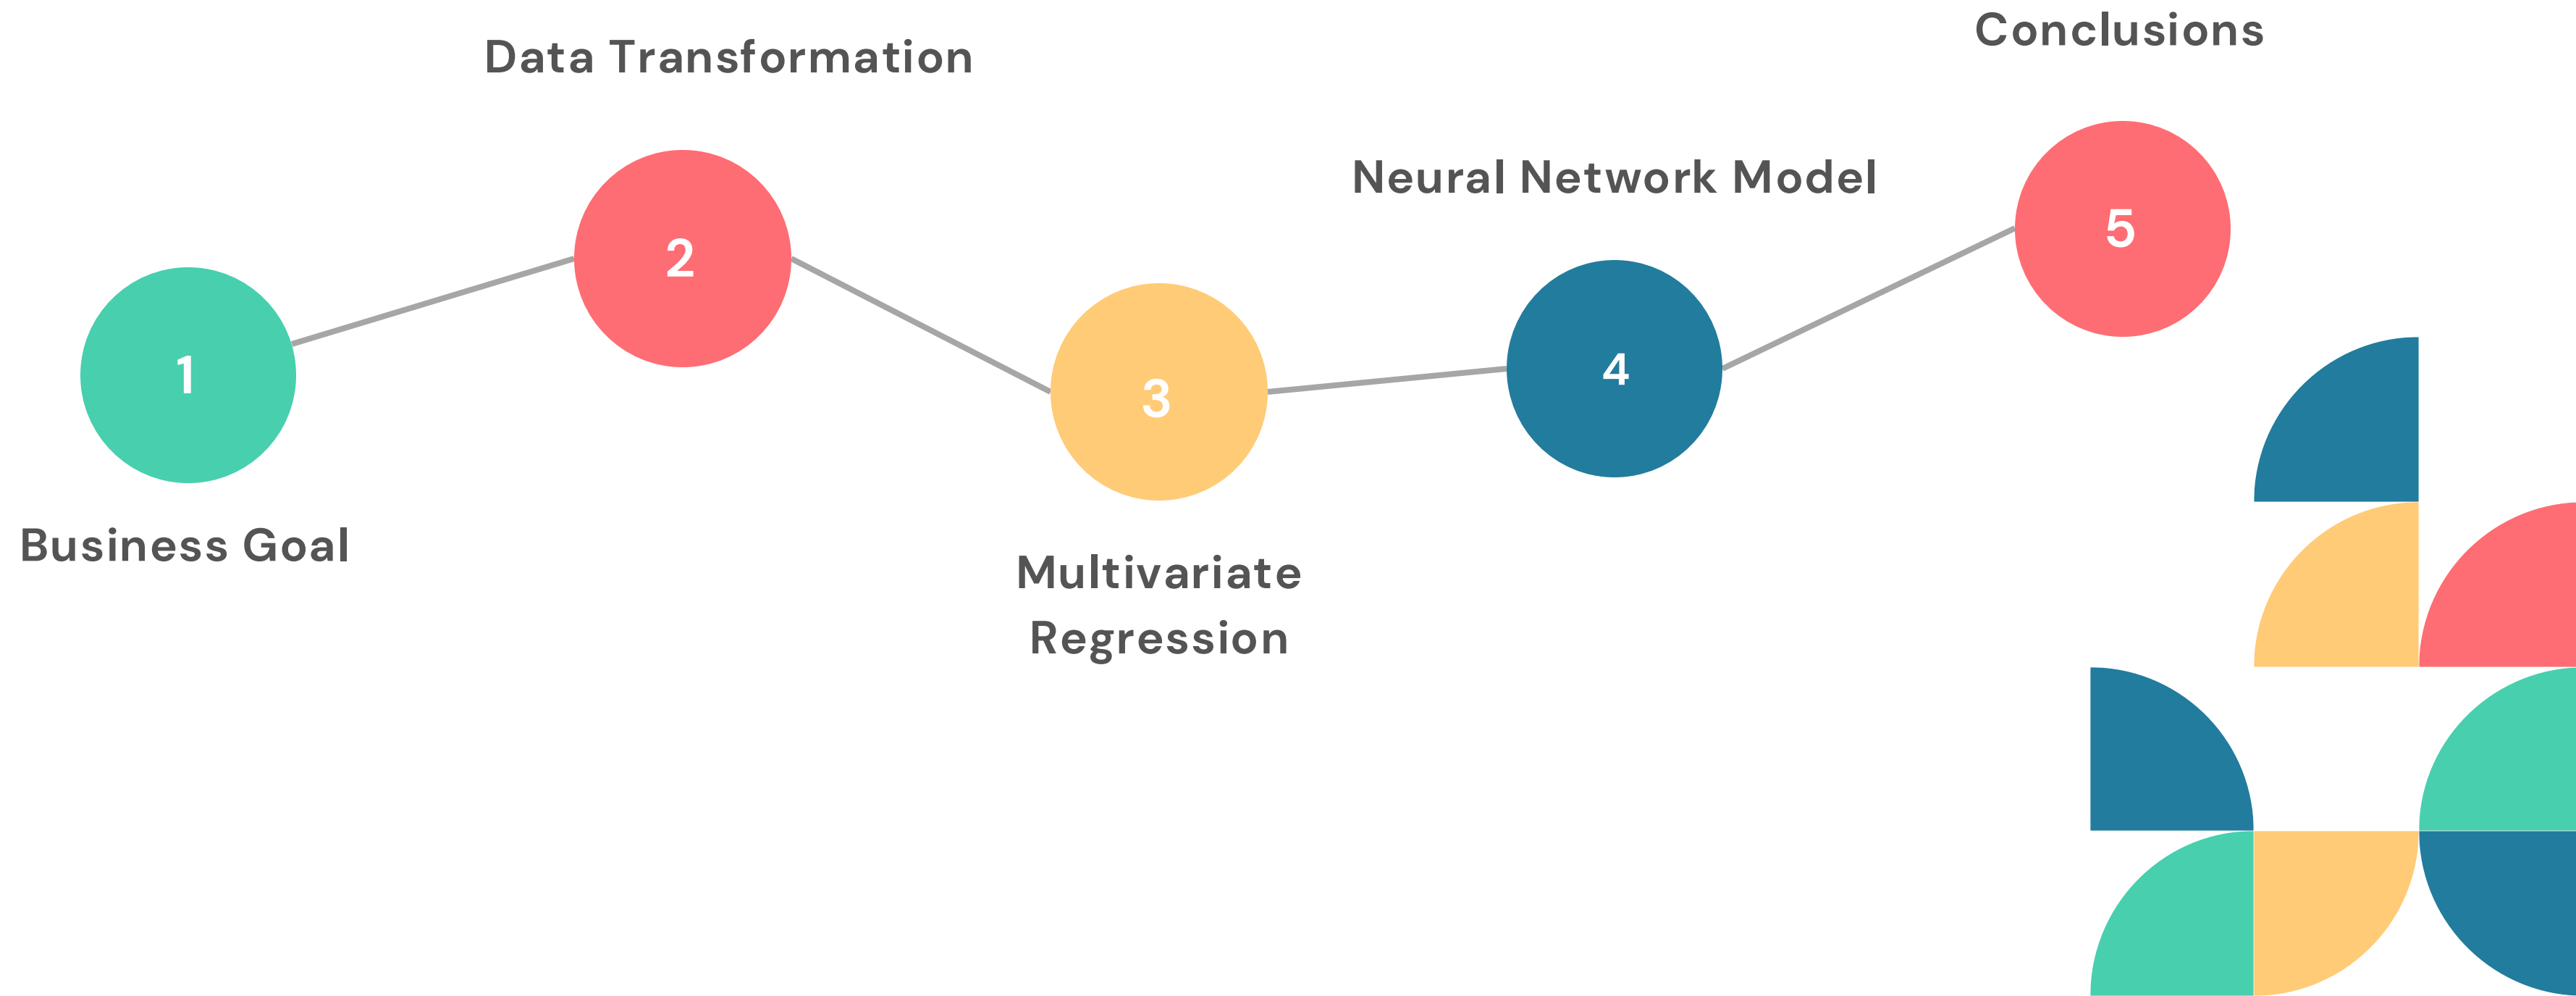 1
Business Goal
Data Transformation
2
3
Multivariate
Regression
Neural Network Model
4
Conclusions
5